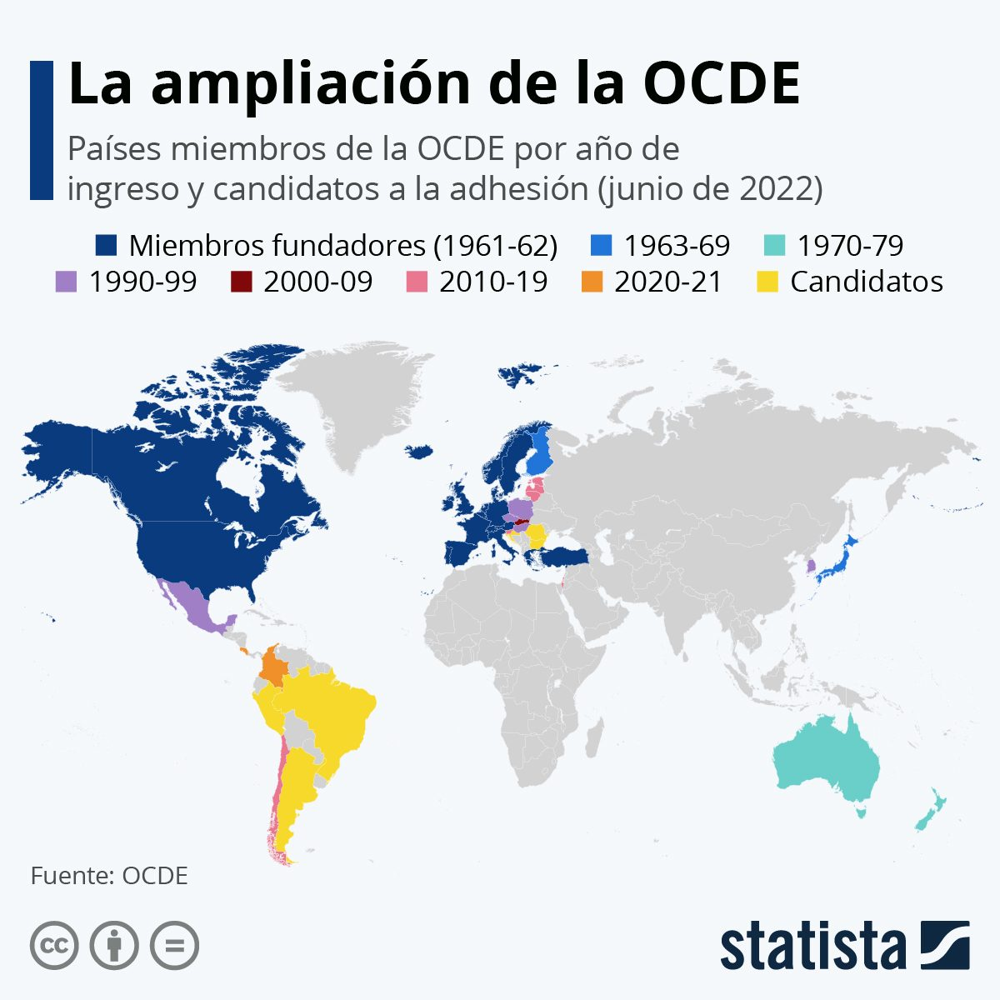 La ampliación de la OCDE
Países miembros de la OCDE por año de
ingreso y candidatos a la adhesión (junio de 2022)
Miembros fundadores (1961-62) 1963-69 1970-79
1990-99 2000-09 2010-19 2020-21 Candidatos
Fuente: OCDE
cc
statista